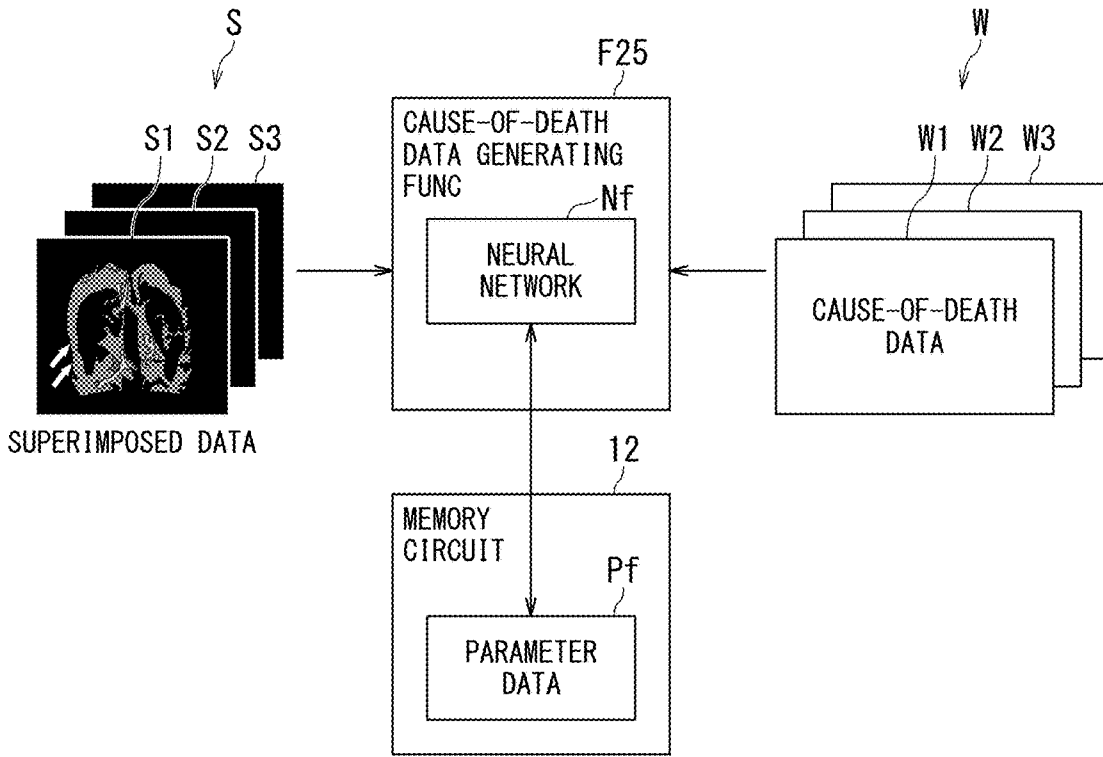 S
W
F25
CAUSE-OF-DEATH
DATA GENERATING
FUNC
S1
S2
S3
W1
W2
W3
Nf
NEURAL
NETWORK
CAUSE-OF-DEATH
DATA
SUPERIMPOSED DATA
12
MEMORY
CIRCUIT
Pf
PARAMETER
DATA